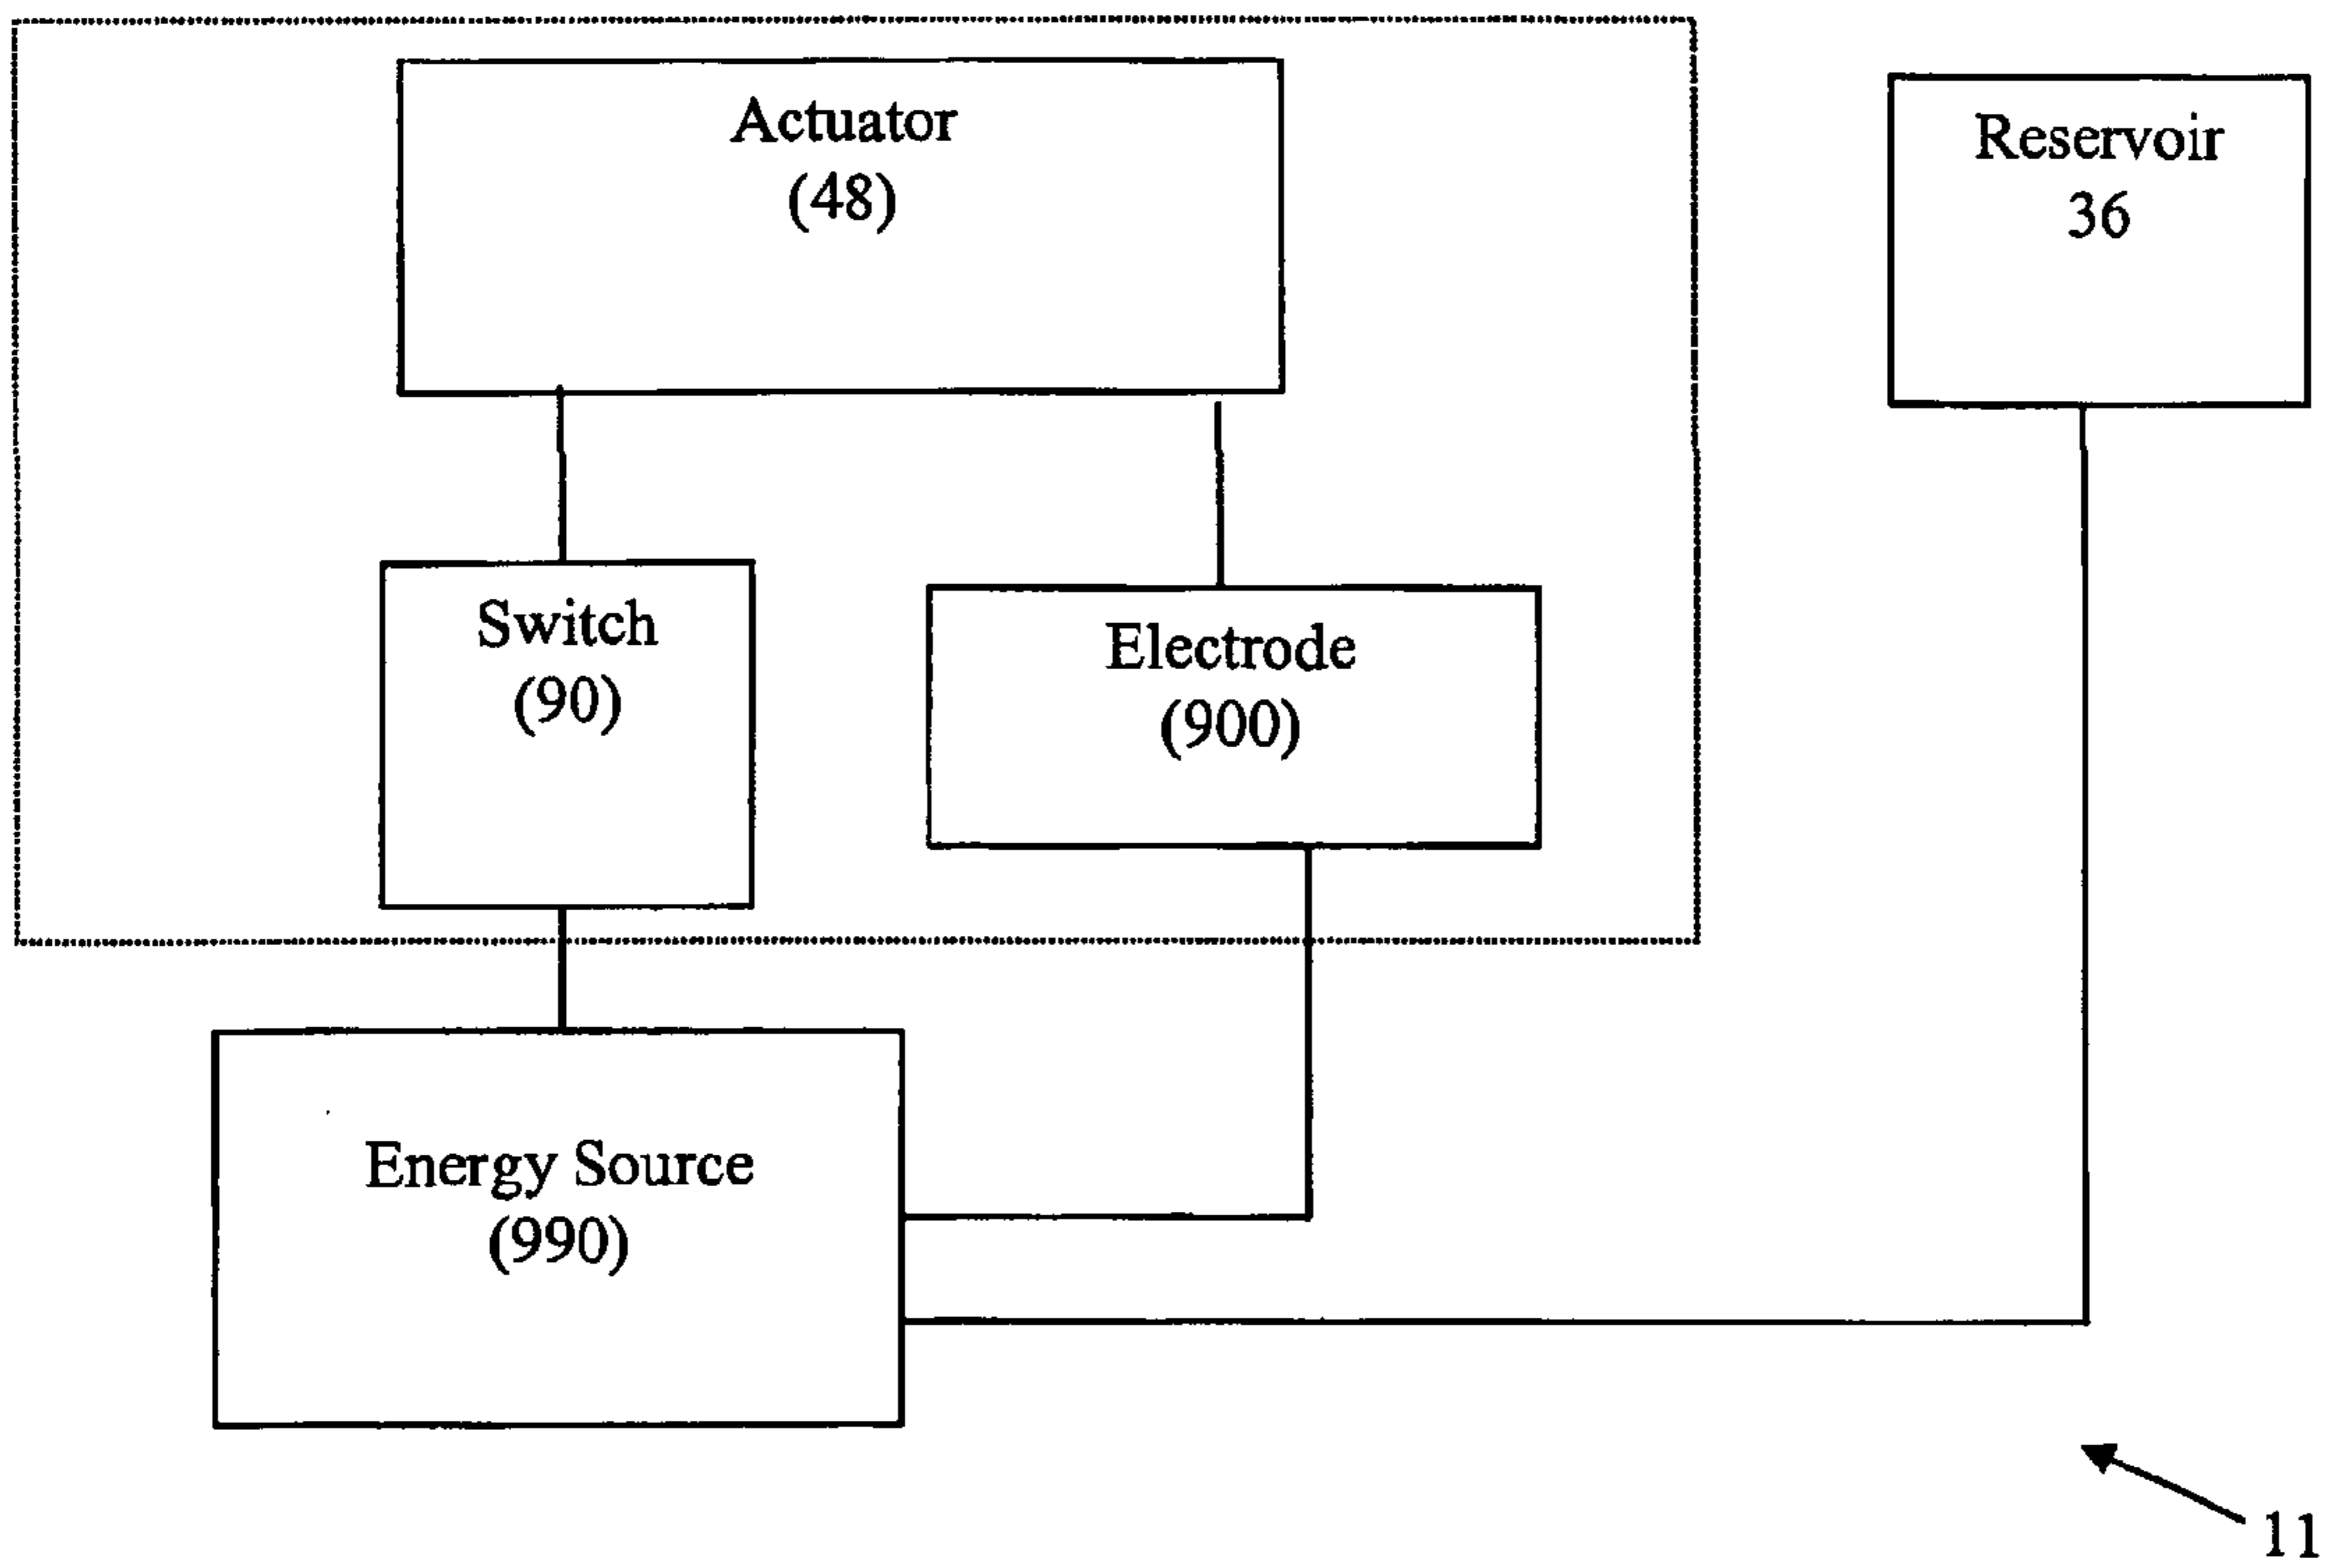 Actuator
(48)
Reservoir
36
Switch
(90)
Electrode
(900)
Energy Source
(990)
11